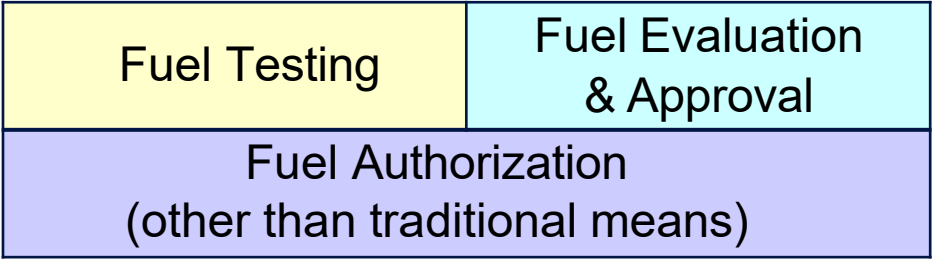 Fuel Testing
Fuel Evaluation
& Approval
Fuel Authorization
(other than traditional means)